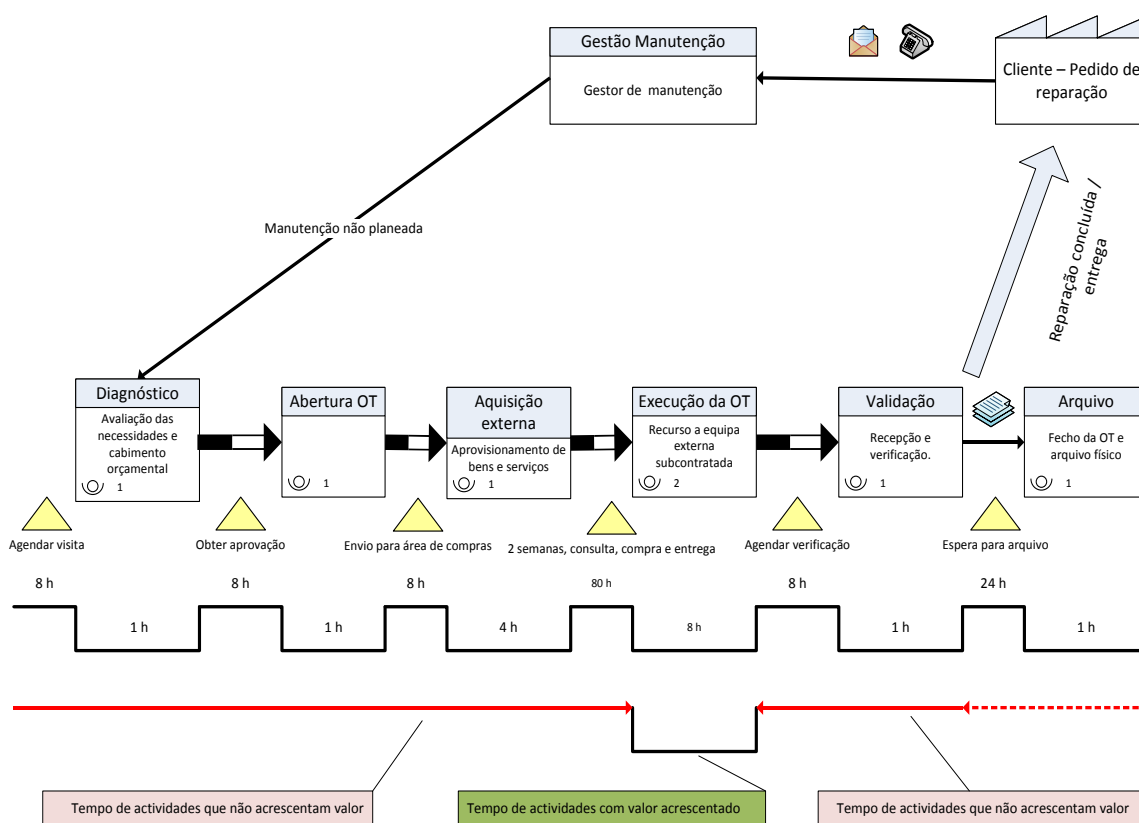 Gestão Manutenção
Gestor de manutenção
Cliente – Pedido de
reparação
Manutenção não planeada
Reparação concluída /
entrega
Diagnóstico
Avaliação das
necessidades e
cabimento
orçamental
1
Abertura OT
1
Aquisição
externa
Aprovisionamento de
bens e serviços
1
Execução da OT
Recurso a equipa
externa
subcontratada
2
Validação
Recepção e
verificação.
1
Arquivo
Fecho da OT e
arquivo físico
1
Agendar visita
Obter aprovação
Envio para área de compras
2 semanas, consulta, compra e entrega
Agendar verificação
Espera para arquivo
8 h
8 h
8 h
80 h
8 h
24 h
1 h
1 h
4 h
8 h
1 h
1 h
Tempo de actividades que não acrescentam valor
Tempo de actividades com valor acrescentado
Tempo de actividades que não acrescentam valor